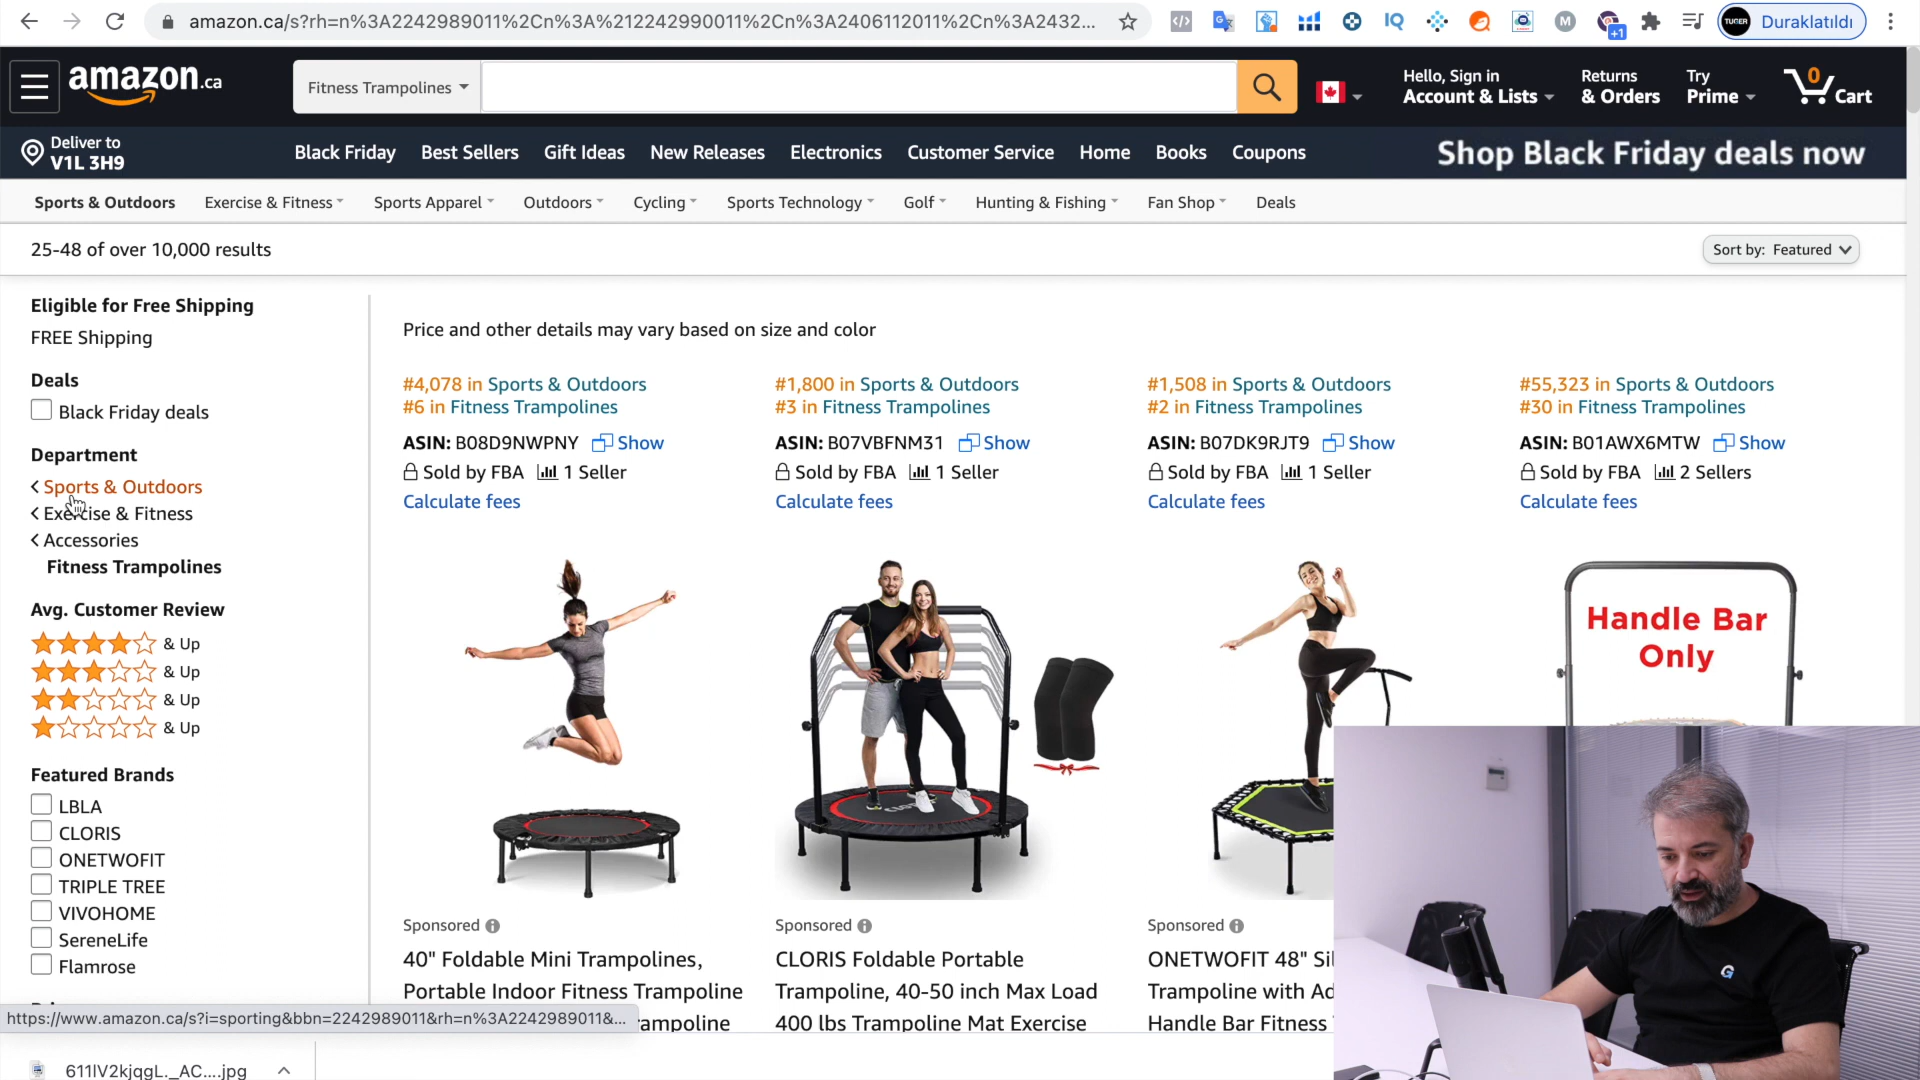 amazon.ca/s?rh=n%3A2242989011%2Cn%3A%212242990011%2Cn%3A2406112011%2Cn%3A2432...
IQ
M
+1
TUNER
Duraklatıldı
amazon.ca
Fitness Trampolines
Hello, Sign in
Account & Lists
Returns
& Orders
Try
Prime
0
Cart
Deliver to
V1L 3H9
Black Friday
Best Sellers
Gift Ideas
New Releases
Electronics
Customer Service
Home
Books
Coupons
Shop Black Friday deals now
Sports & Outdoors
Exercise & Fitness
Sports Apparel
Outdoors
Cycling
Sports Technology
Golf
Hunting & Fishing
Fan Shop
Deals
25-48 of over 10,000 results
Sort by: Featured
Eligible for Free Shipping
FREE Shipping
Deals
Black Friday deals
Department
Sports & Outdoors
Exercise & Fitness
Accessories
Fitness Trampolines
Avg. Customer Review
& Up
& Up
& Up
& Up
Featured Brands
LBLA
CLORIS
ONETWOFIT
TRIPLE TREE
VIVOHOME
SereneLife
Flamrose
Price and other details may vary based on size and color
#4,078 in Sports & Outdoors
#6 in Fitness Trampolines
ASIN: B08D9NWPNY Show
Sold by FBA 1 Seller
Calculate fees
Sponsored
40" Foldable Mini Trampolines,
Portable Indoor Fitness Trampoline
rampoline
#1,800 in Sports & Outdoors
#3 in Fitness Trampolines
ASIN: B07VBFNM31 Show
Sold by FBA 1 Seller
Calculate fees
Sponsored
CLORIS Foldable Portable
Trampoline, 40-50 inch Max Load
400 lbs Trampoline Mat Exercise
#1,508 in Sports & Outdoors
#2 in Fitness Trampolines
ASIN: B07DK9RJT9 Show
Sold by FBA 1 Seller
Calculate fees
Sponsored
ONETWOFIT 48" Sil
Trampoline with Ad
Handle Bar Fitness
#55,323 in Sports & Outdoors
#30 in Fitness Trampolines
ASIN: B01AWX6MTW Show
Sold by FBA 2 Sellers
Calculate fees
Handle Bar
Only
https://www.amazon.ca/s?i=sporting&bbn=2242989011&rh=n%3A2242989011&...
611lV2kjqgL._AC....jpg